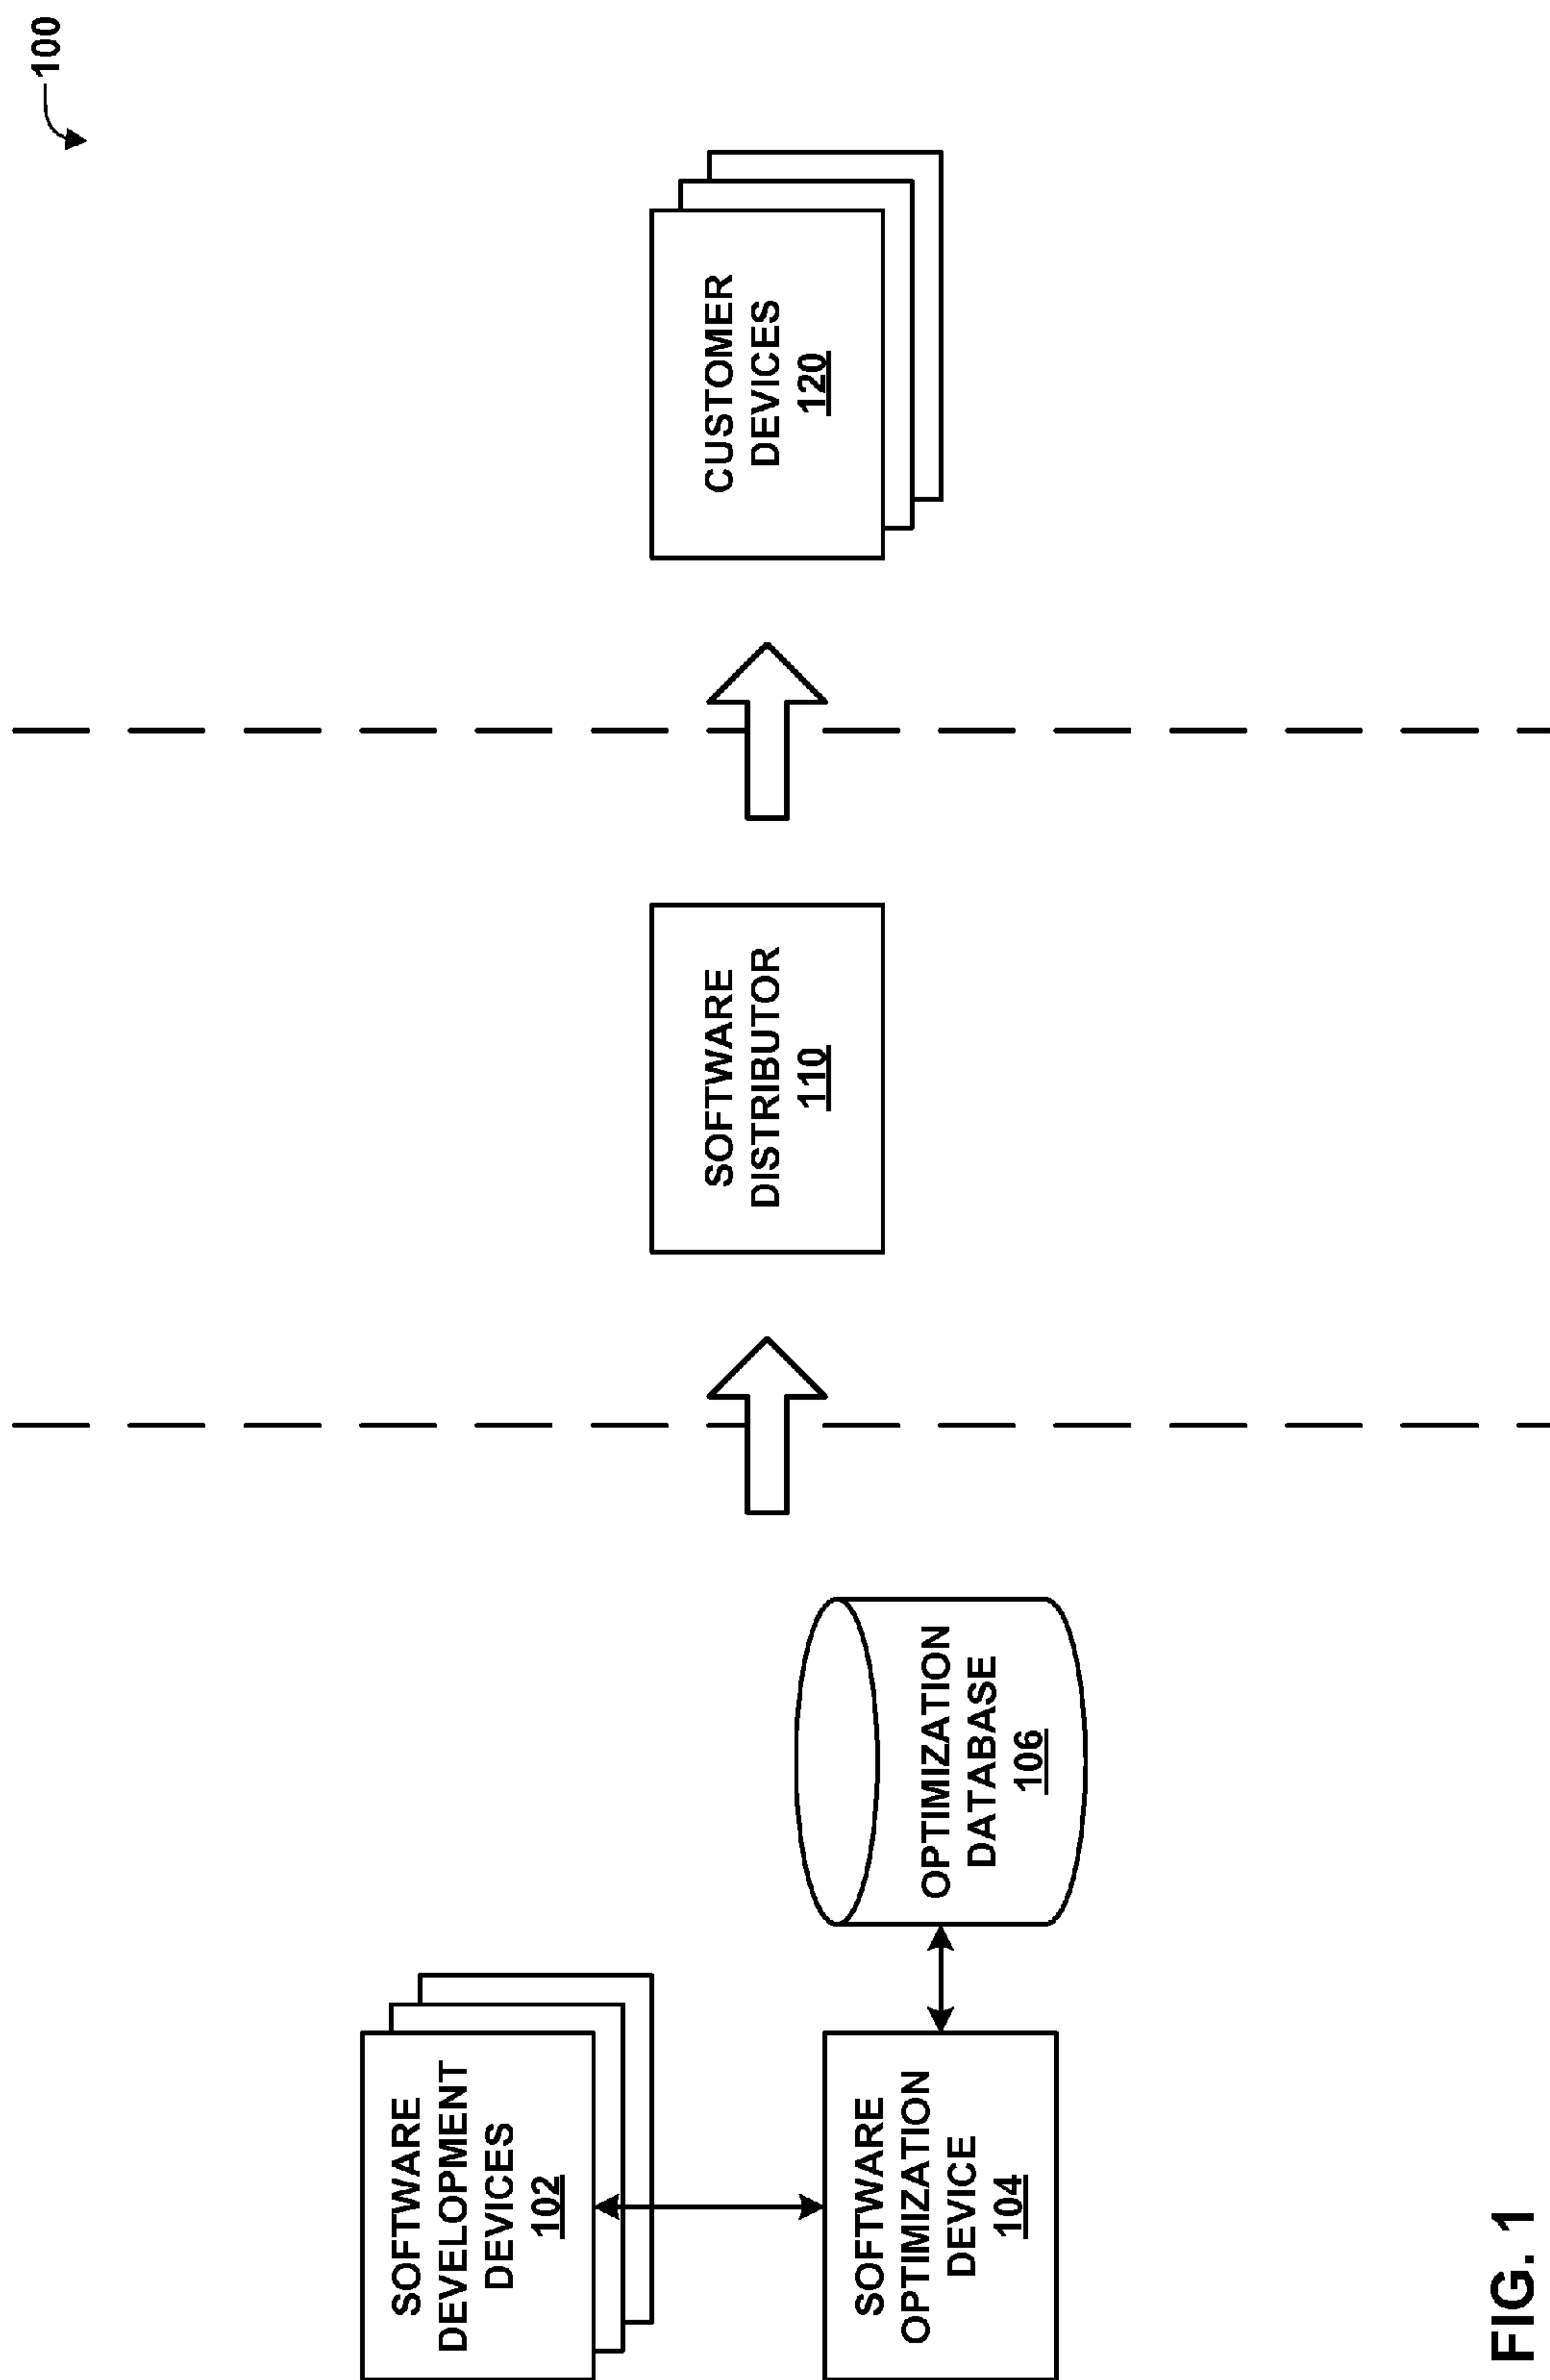 100
SOFTWARE
DEVELOPMENT
DEVICES
102
SOFTWARE
OPTIMIZATION
DEVICE
104
OPTIMIZATION
DATABASE
106
SOFTWARE
DISTRIBUTOR
110
CUSTOMER
DEVICES
120
FIG. 1